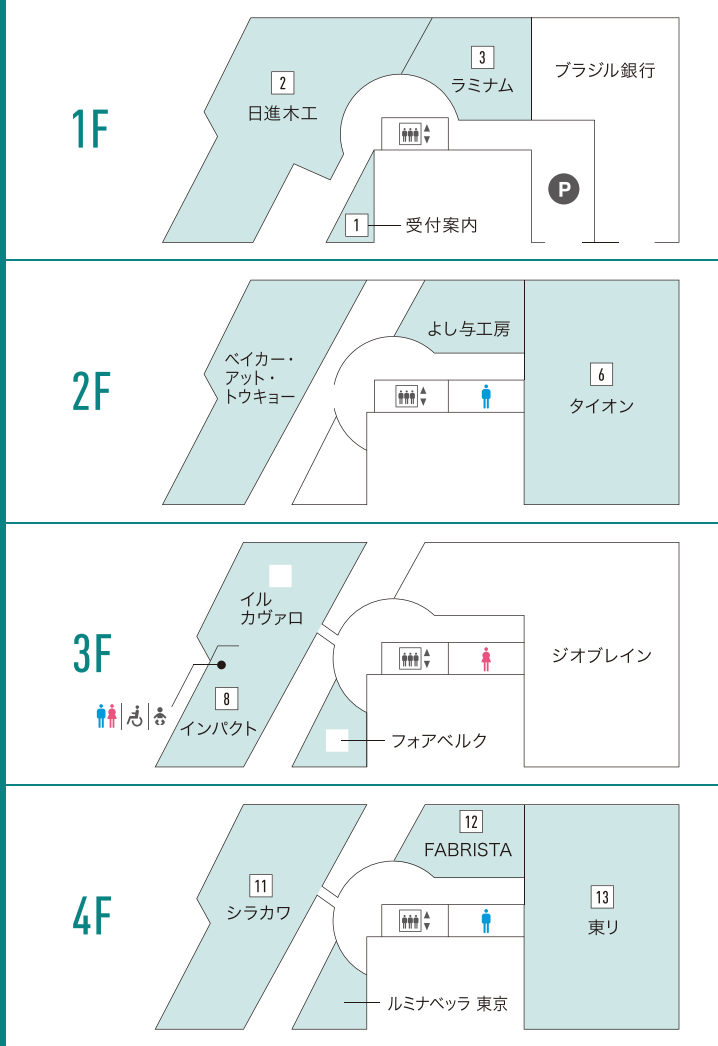 1F
2
日進木工
3
ラミナム
ブラジル銀行
P
1
受付案内
2F
ベイカー・
アット・
トウキョー
よし与工房
6
タイオン
3F
イル
カヴァロ
8
インパクト
フォアベルク
ジオブレイン
4F
11
シラカワ
12
FABRISTA
13
東リ
ルミナベッラ 東京